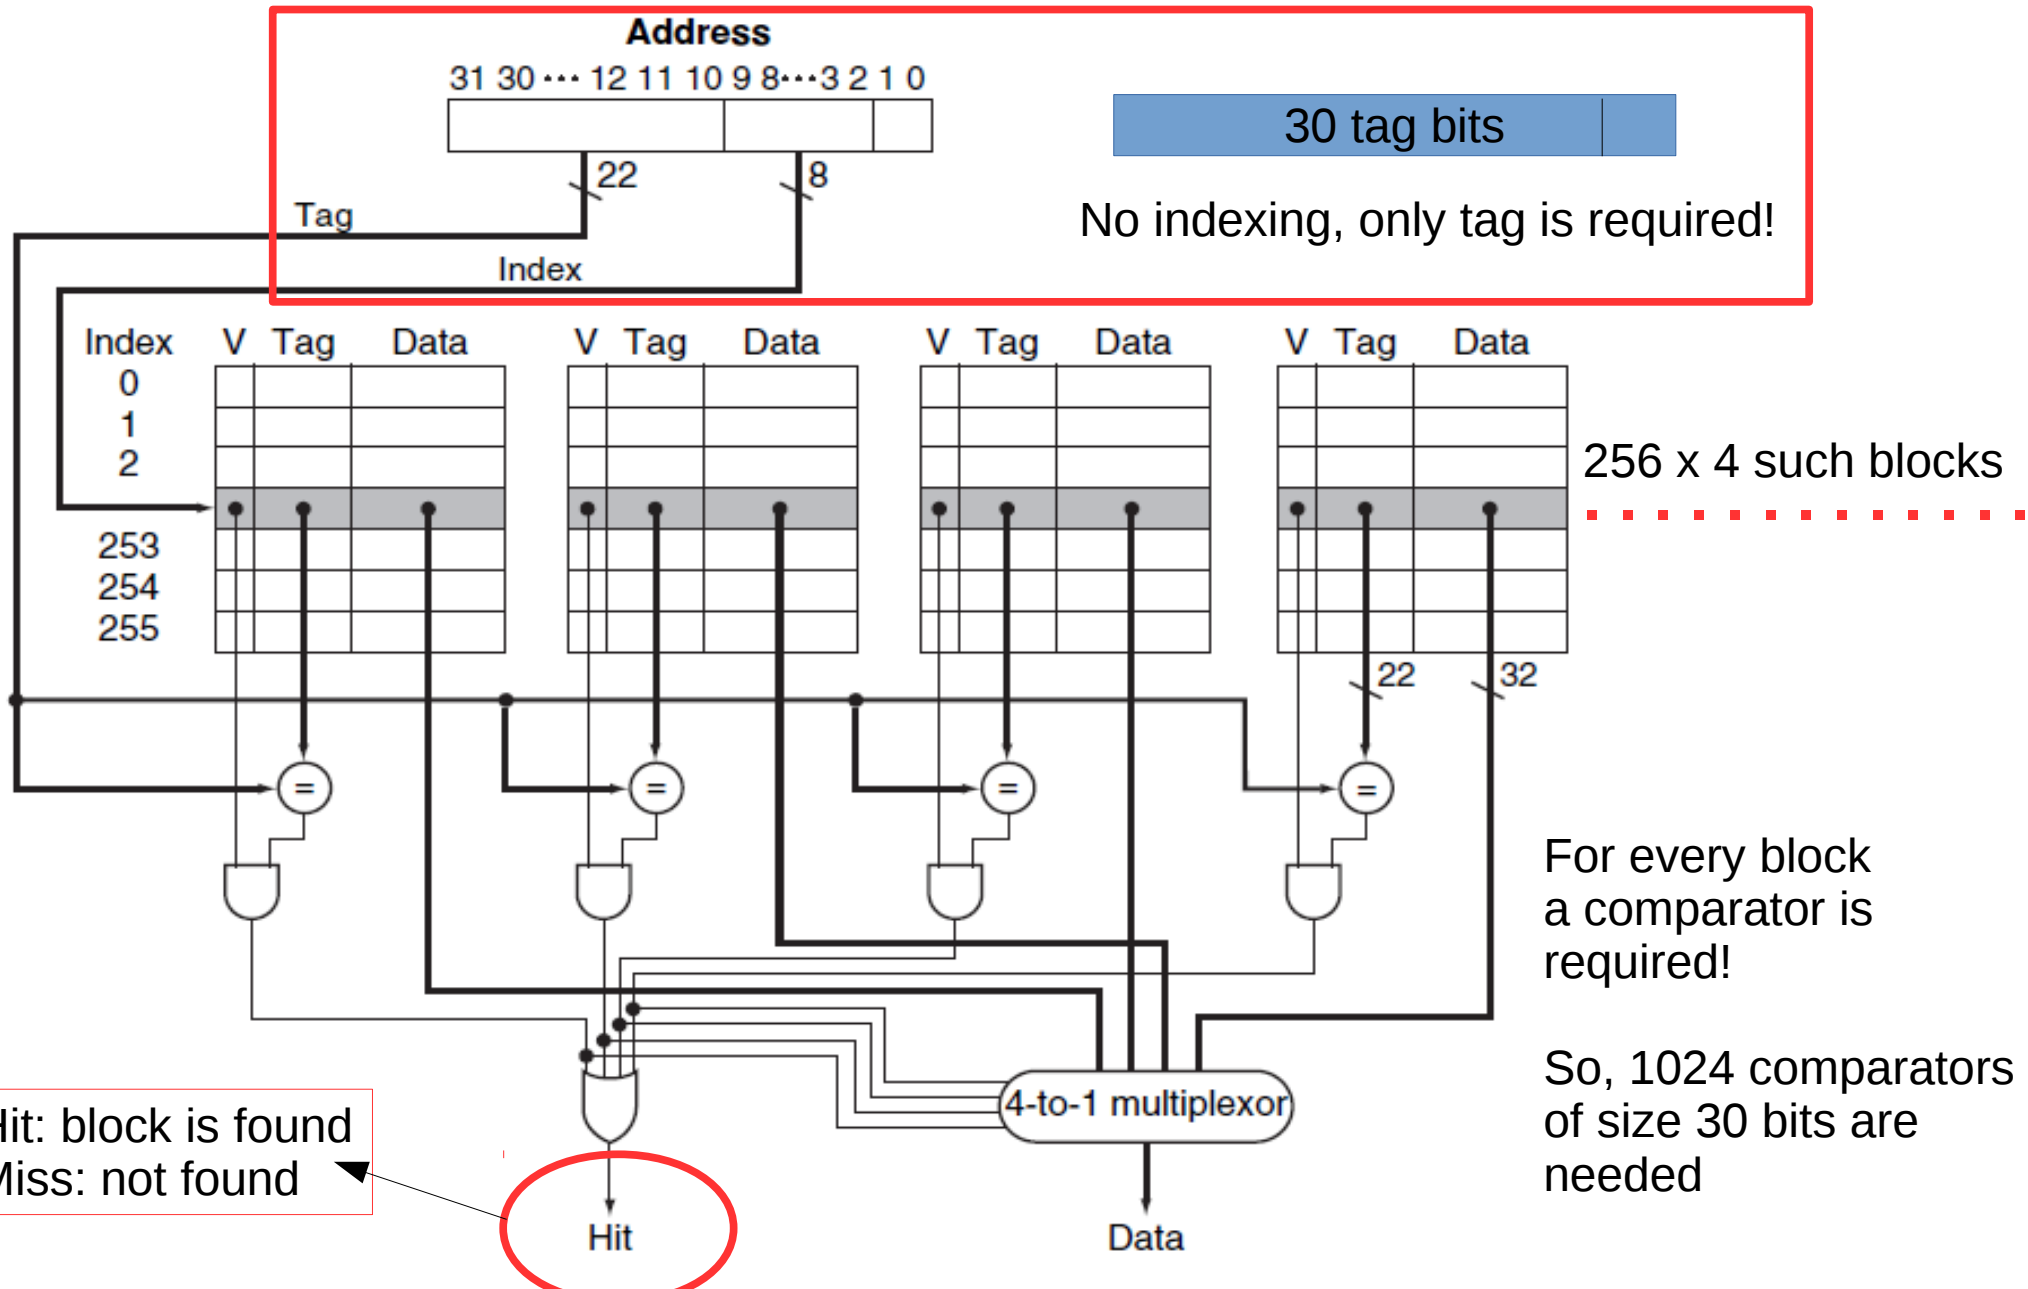 Address
31 30 ··· 12 11 10 9 8···3 2 1 0
30 tag bits
22
8
No indexing, only tag is required!
Tag
Index
Index V Tag Data V Tag Data V Tag Data V Tag Data
0
1
2
256 x 4 such blocks
253
254
255
22
32
= = = =
For every block
a comparator is
required!
So, 1024 comparators
of size 30 bits are
needed
4-to-1 multiplexor
Hit: block is found
Miss: not found
Hit
Data